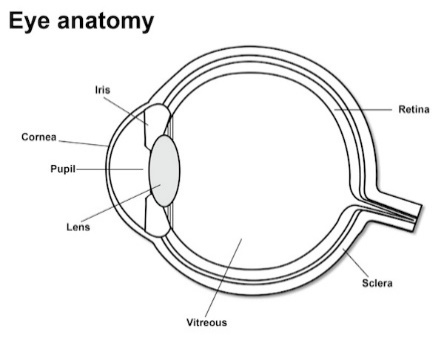 Eye anatomy
Iris
Retina
Cornea
Pupil
Lens
Sclera
Vitreous